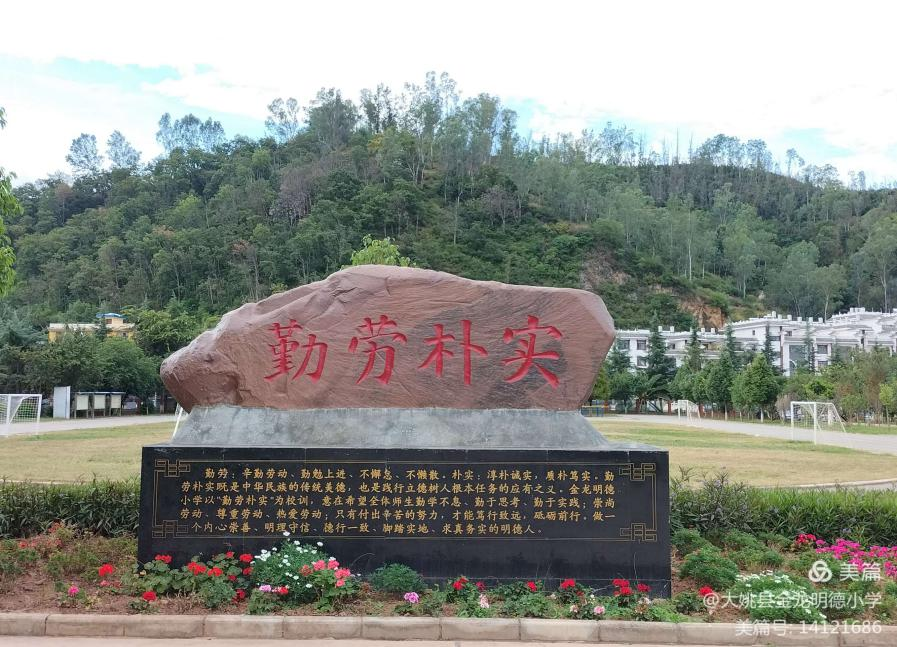 勤劳朴实
勤劳：辛勤劳动、勤勉上进、不懈怠、不懒散。朴实：淳朴诚实，质朴笃实。勤
劳朴实既是中华民族的传统美德，也是践行立德树人根本任务的应有之义。金龙明德
小学以“勤劳朴实”为校训，意在希望全体师生勤学不息、勤于思考、勤于实践；崇尚
劳动、尊重劳动、热爱劳动，只有付出辛苦的努力，才能笃行致远，砥砺前行，做一
个内心崇善、明理守信、德行一致、脚踏实地、求真务实的明德人。
美篇
@大姚县金龙明德小学
美篇号：14121686